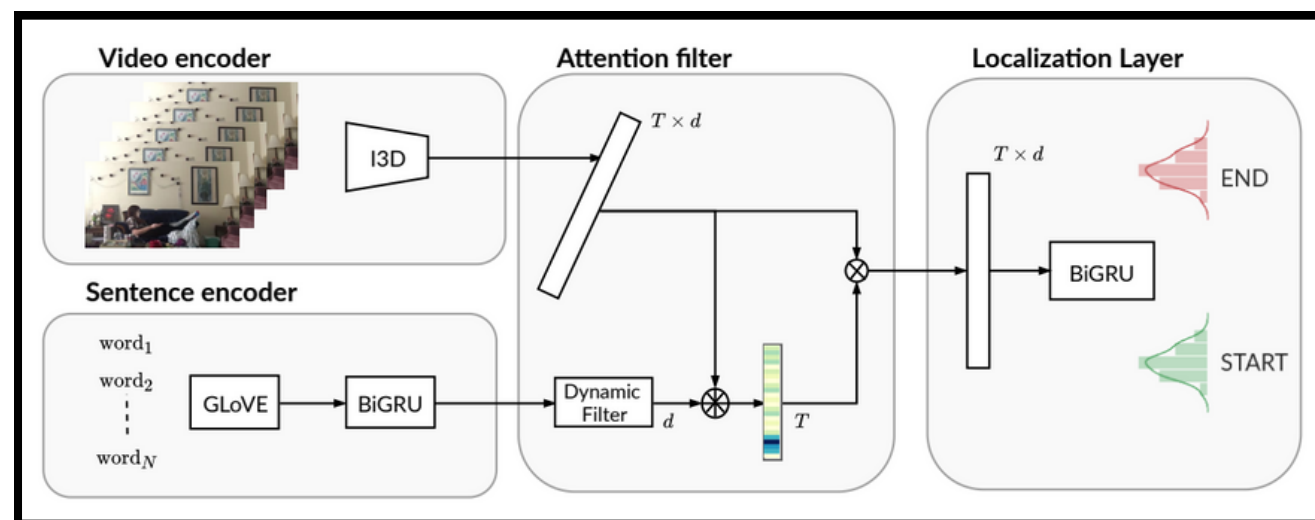 Video encoder
I3D
Sentence encoder
word1
word2
wordN
GLoVE
BiGRU
Attention filter
T × d
Dynamic
Filter
d
T
Localization Layer
T × d
BiGRU
END
START